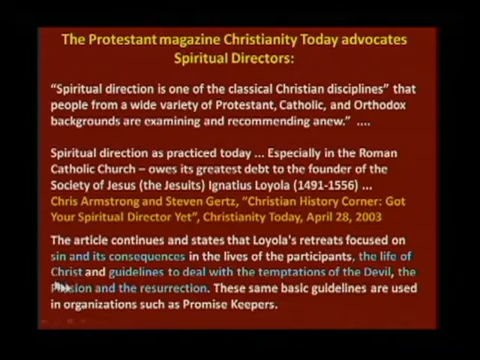 The Protestant magazine Christianity Today advocates
Spiritual Directors:
“Spiritual direction is one of the classical Christian disciplines” that
people from a wide variety of Protestant, Catholic, and Orthodox
backgrounds are examining and recommending anew.” ....
Spiritual direction as practiced today ... Especially in the Roman
Catholic Church – owes its greatest debt to the founder of the
Society of Jesus (the Jesuits) Ignatius Loyola (1491-1556) ...
Chris Armstrong and Steven Gertz, “Christian History Corner: Got
Your Spiritual Director Yet”, Christianity Today, April 28, 2003
The article continues and states that Loyola's retreats focused on
sin and its consequences in the lives of the participants, the life of
Christ and guidelines to deal with the temptations of the Devil, the
and the resurrection. These same basic guidelines are used
in organizations such as Promise Keepers.